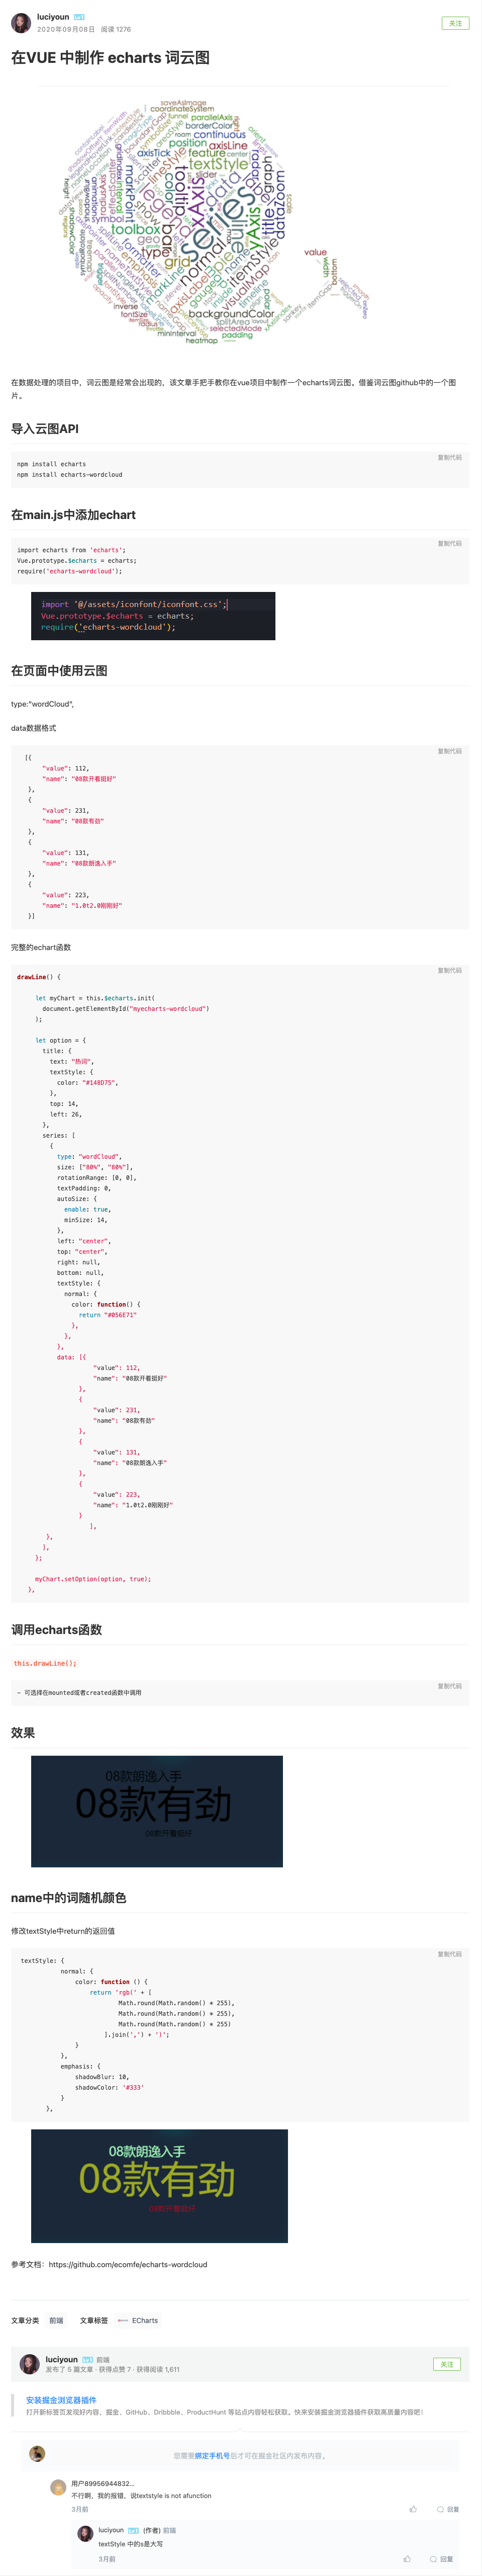 luciyoun
2020年09月08日 阅读 1276
关注
在VUE 中制作 echarts 词云图
saveAsImage
coordinateSystem
parallelAxis
borderColor
continuous
axisLine
featureSystem
textStyle
axisTick
slider
lineStyle
radar
graph
dataZoom
xAxis
series
yAxis
tooltip
title
markPoint
toolbox
show
color
geo
type
grid
normal
itemStyle
formatter
emphasis
markLine
axisLabel
gauge
inside
name
visualMap
timeline
backgroundColor
splitArea
layout
selectedMode
padding
mininterval
heatmap
radius
fontSize
inverse
value
width
bottom
itemGap
sankey
在数据处理的项目中，词云图是经常会出现的，该文章手把手教你在vue项目中制作一个echarts词云图。借鉴词云图github中的一个图
片。
导入云图API
复制代码
npm install echarts
npm install echarts-wordcloud
在main.js中添加echart
复制代码
import echarts from 'echarts';
Vue.prototype.$echarts = echarts;
require('echarts-wordcloud');
import '@/assets/iconfont/iconfont.css';
Vue.prototype.$echarts = echarts;
require('echarts-wordcloud');
在页面中使用云图
type:"wordCloud",
data数据格式
复制代码
[{
"value": 112,
"name": "08款开着挺好"
},
{
"value": 231,
"name": "08款有劲"
},
{
"value": 131,
"name": "08款朗逸入手"
},
{
"value": 223,
"name": "1.0t2.0刚刚好"
}]
完整的echart函数
复制代码
drawLine() {
let myChart = this.$echarts.init(
document.getElementById("myecharts-wordcloud")
);
let option = {
title: {
text: "热词",
textStyle: {
color: "#148D75",
},
top: 14,
left: 26,
},
series: [
{
type: "wordCloud",
size: ["80%", "80%"],
rotationRange: [0, 0],
textPadding: 0,
autoSize: {
enable: true,
minSize: 14,
},
left: "center",
top: "center",
right: null,
bottom: null,
textStyle: {
normal: {
color: function() {
return "#056E71"
},
},
},
data: [{
"value": 112,
"name": "08款开着挺好"
},
{
"value": 231,
"name": "08款有劲"
},
{
"value": 131,
"name": "08款朗逸入手"
},
{
"value": 223,
"name": "1.0t2.0刚刚好"
}
],
},
],
};
myChart.setOption(option, true);
},
调用echarts函数
this.drawLine();
复制代码
- 可选择在mounted或者created函数中调用
效果
08款朗逸入手
08款有劲
08款开着挺好
name中的词随机颜色
修改textStyle中return的返回值
复制代码
textStyle: {
normal: {
color: function () {
return 'rgb(' + [
Math.round(Math.random() * 255),
Math.round(Math.random() * 255),
Math.round(Math.random() * 255)
].join(',') + ')';
}
},
emphasis: {
shadowBlur: 10,
shadowColor: '#333'
}
},
08款朗逸入手
08款有劲
08款开着挺好
参考文档：https://github.com/ecomfe/echarts-wordcloud
文章分类 前端 文章标签 ECharts
luciyoun 前端
发布了 5 篇文章 · 获得点赞 7 · 获得阅读 1,611
关注
安装掘金浏览器插件
打开新标签页发现好内容，掘金、GitHub、Dribbble、ProductHunt 等站点内容轻松获取。快来安装掘金浏览器插件获取高质量内容吧！
您需要绑定手机号后才可在掘金社区内发布内容。
用户89956944832...
不行啊，我的报错，说textstyle is not afunction
3月前
回复
luciyoun (作者) 前端
textStyle 中的s是大写
3月前
回复